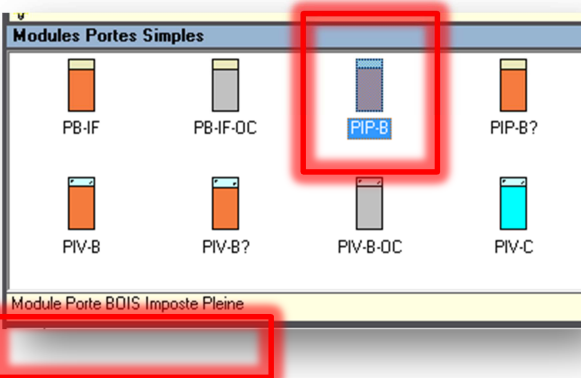 Modules Portes Simples
PB-IF PB-IF-OC PIP-B PIP-B?
PIV-B PIV-B? PIV-B-OC PIV-C
Module Porte BOIS Imposte Pleine